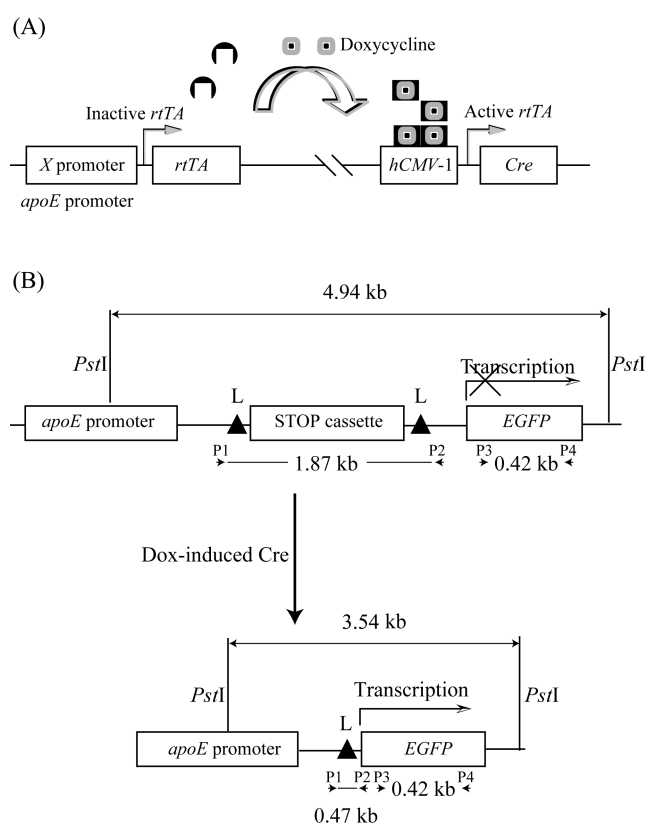 (A)
Doxycycline
Inactive rtTA
Active rtTA
X promoter
rtTA
hCMV-1
Cre
apoE promoter
(B)
4.94 kb
PstI
Transcription
PstI
L
L
apoE promoter
STOP cassette
EGFP
P1
1.87 kb
P2
P3
0.42 kb
P4
Dox-induced Cre
3.54 kb
PstI
Transcription
PstI
L
apoE promoter
EGFP
P1
P2
P3
0.42 kb
P4
0.47 kb